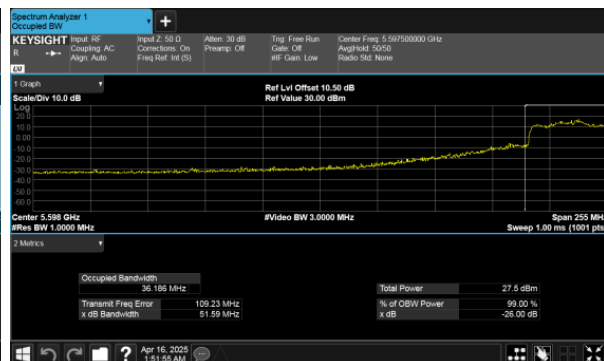 Spectrum Analyzer 1
Occupied BW
KEYSIGHT Input: RF Input Z: 50 Ω Atten: 30 dB Trig: Free Run Center Freq: 5.597500000 GHz
R Coupling: AC Corrections: On Preamp: Off Gate: Off Avg|Hold: 50/50
Align: Auto Freq Ref: Int (S) #IF Gain: Low Radio Std: None
LXI
1 Graph Ref Lvl Offset 10.50 dB
Scale/Div 10.0 dB Ref Value 30.00 dBm
Log
20.0
10.0
0.00
-10.0
-20.0
-30.0
-40.0
-50.0
-60.0
Center 5.598 GHz #Video BW 3.0000 MHz Span 255 MHz
#Res BW 1.0000 MHz Sweep 1.00 ms (1001 pts)
2 Metrics
Occupied Bandwidth
36.186 MHz Total Power 27.5 dBm
Transmit Freq Error 109.23 MHz % of OBW Power 99.00 %
x dB Bandwidth 51.59 MHz x dB -26.00 dB
Apr 16, 2025
1:51:55 AM